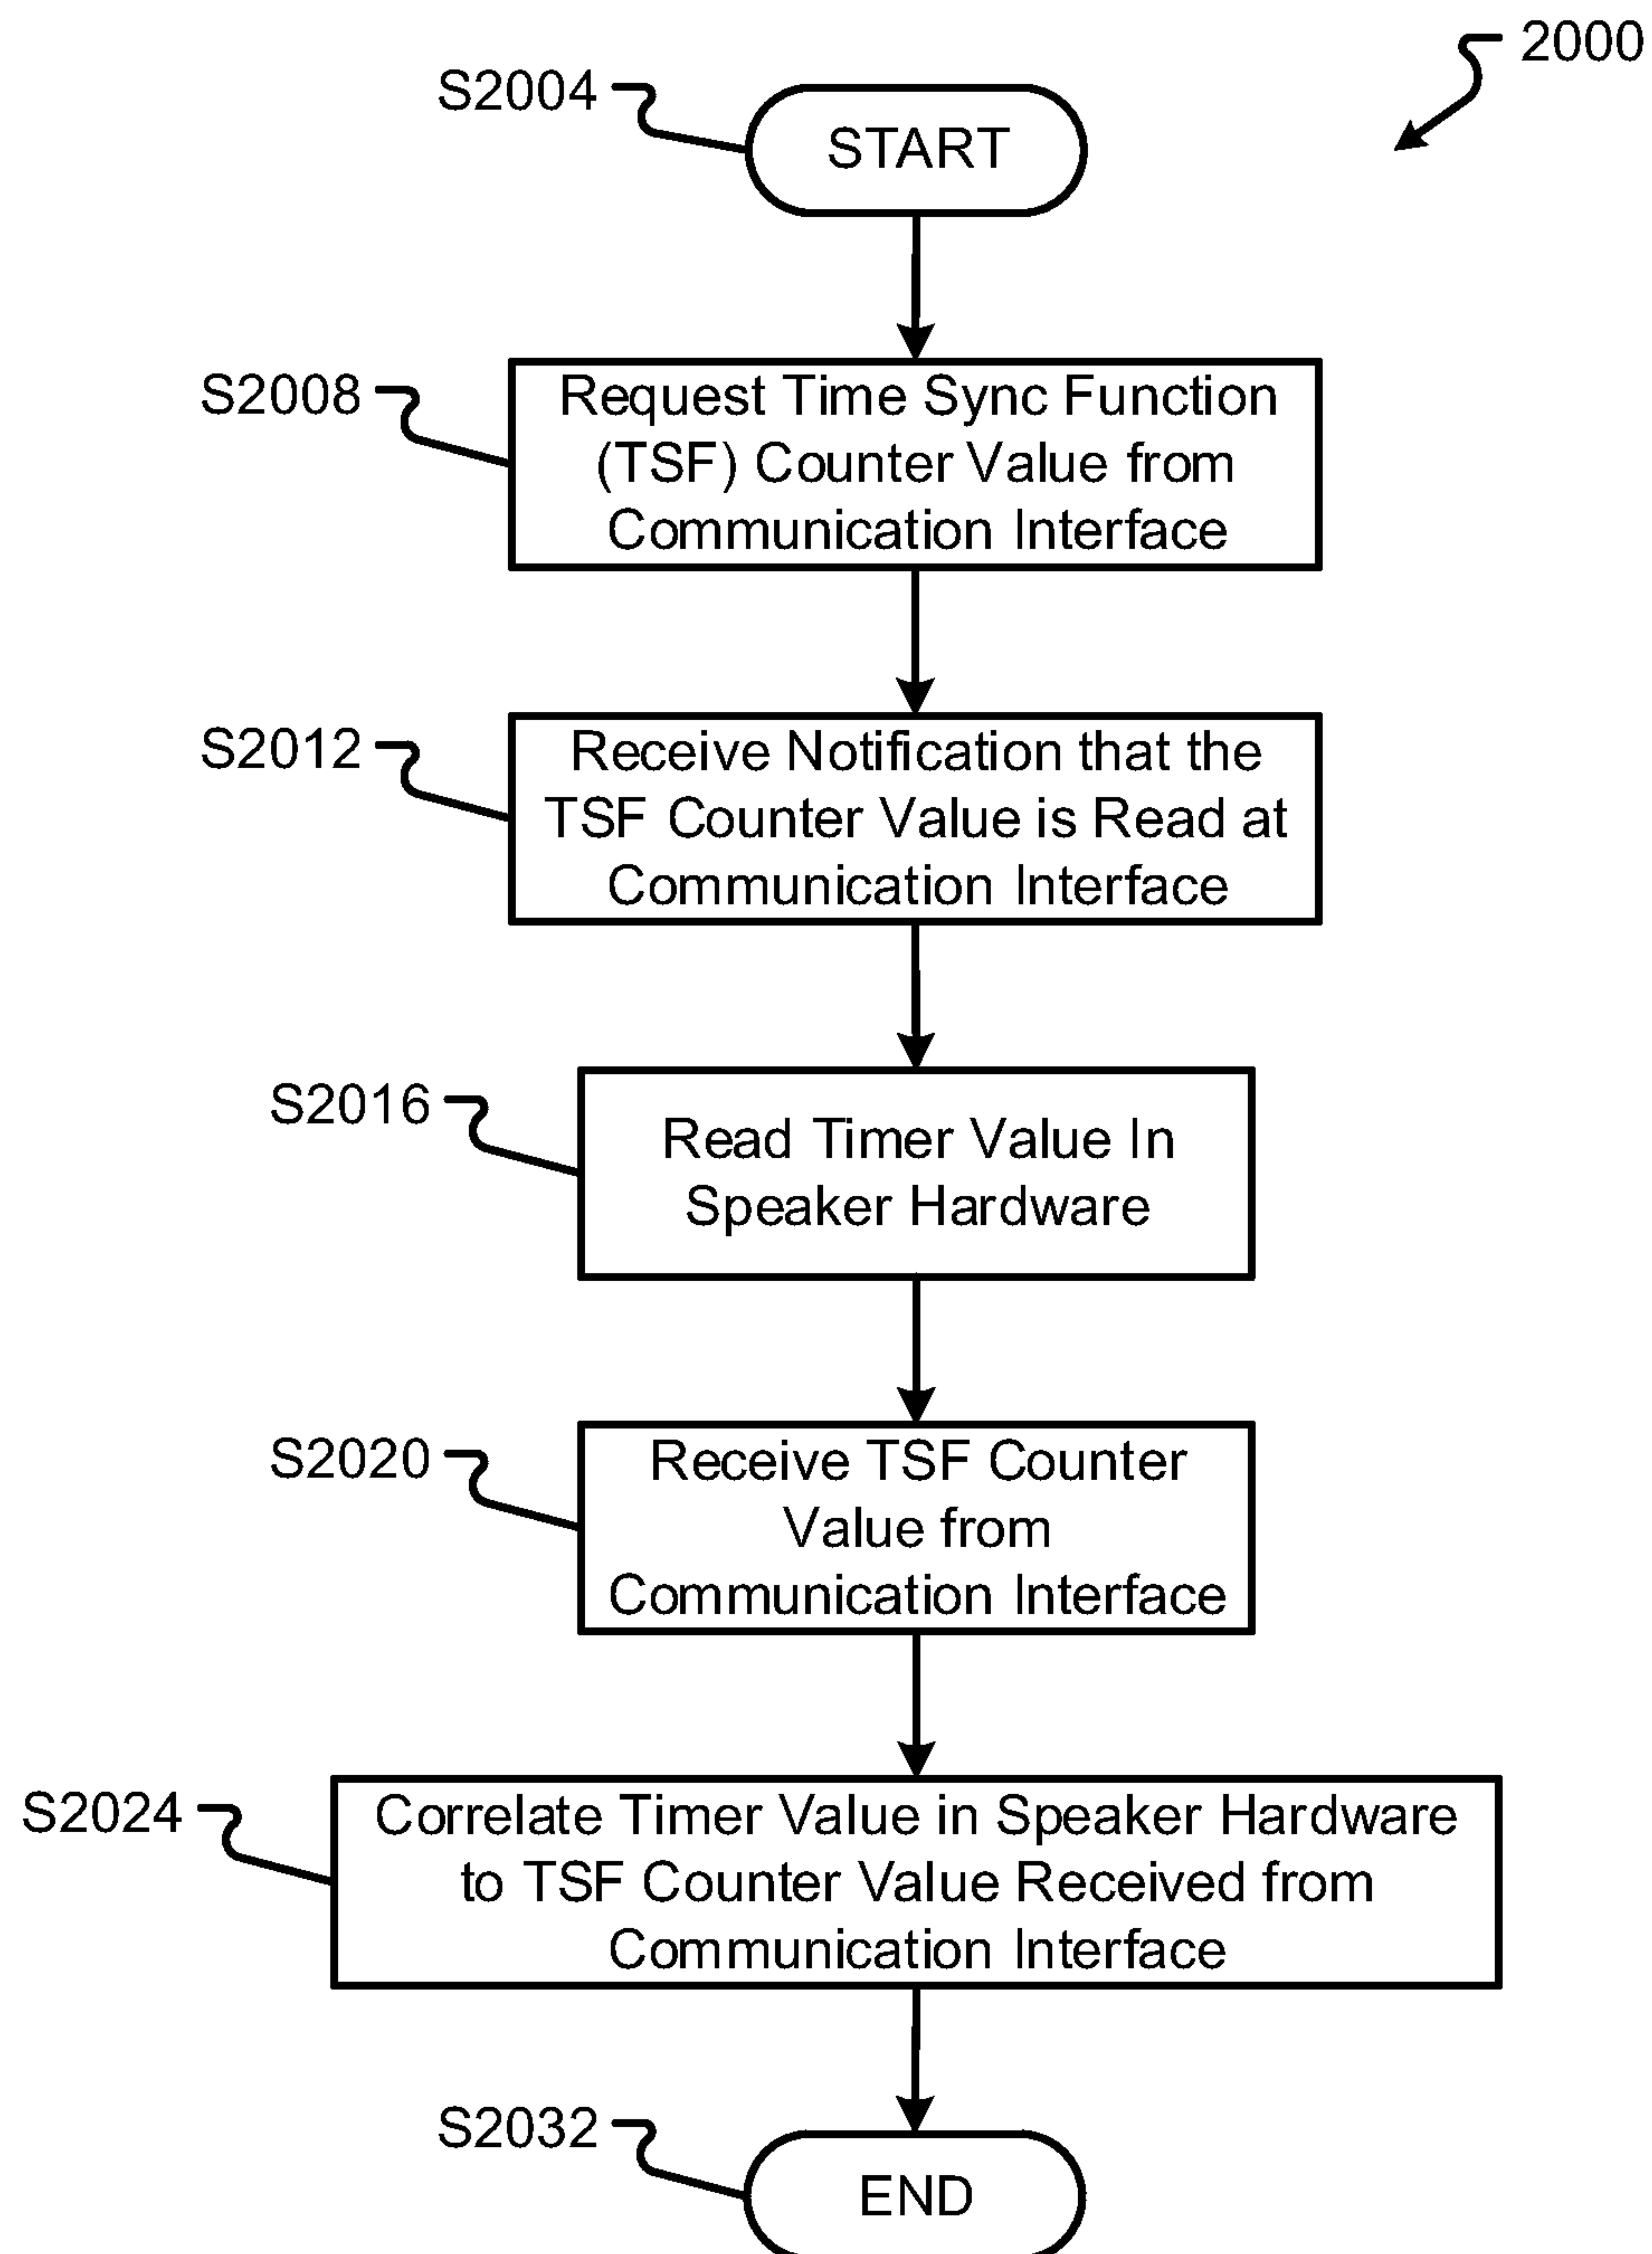 2000
S2004
START
S2008
Request Time Sync Function
(TSF) Counter Value from
Communication Interface
S2012
Receive Notification that the
TSF Counter Value is Read at
Communication Interface
S2016
Read Timer Value In
Speaker Hardware
S2020
Receive TSF Counter
Value from
Communication Interface
S2024
Correlate Timer Value in Speaker Hardware
to TSF Counter Value Received from
Communication Interface
S2032
END